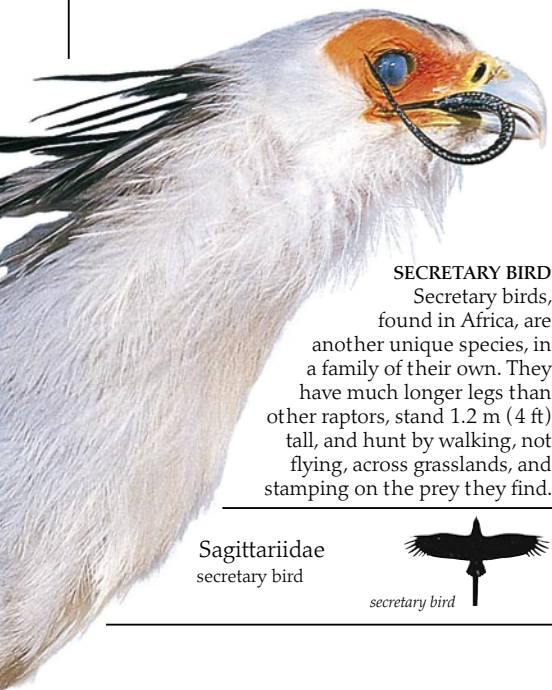 SECRETARY BIRD
Secretary birds,
found in Africa, are
another unique species, in
a family of their own. They
have much longer legs than
other raptors, stand 1.2 m (4 ft)
tall, and hunt by walking, not
flying, across grasslands, and
stamping on the prey they find.
Sagittariidae
secretary bird
secretary bird